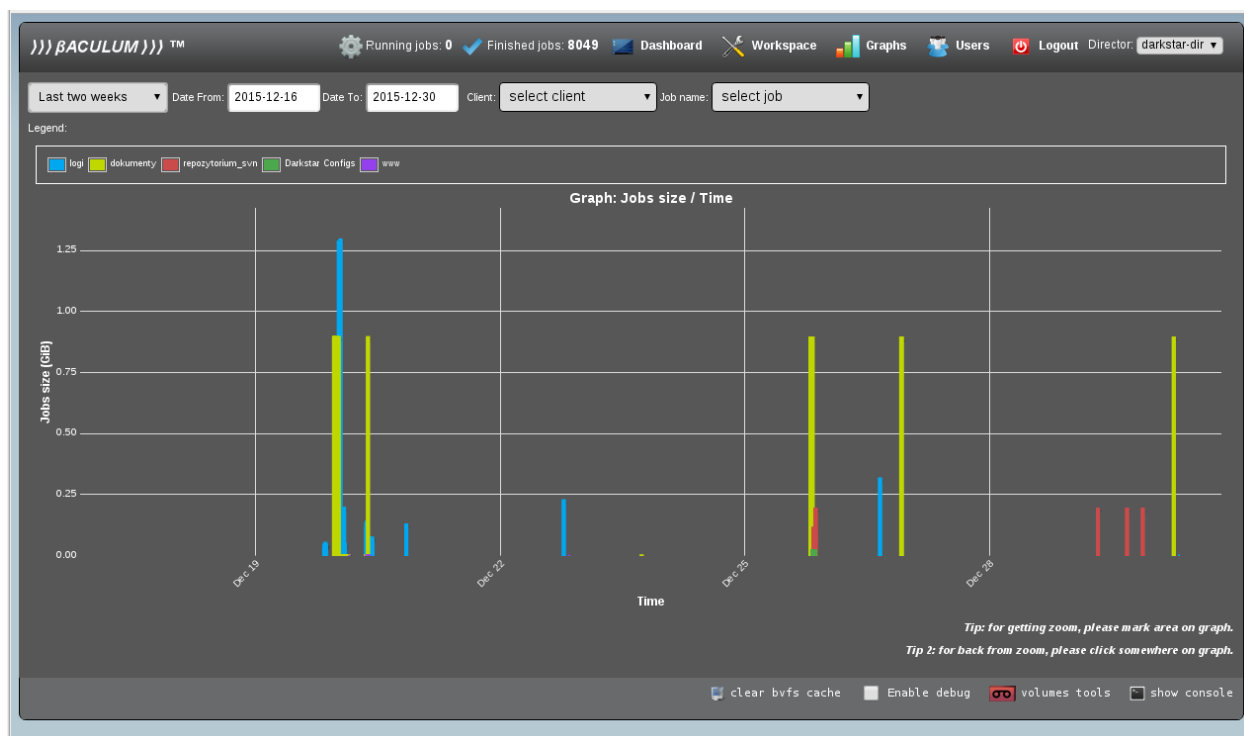 ))) βACULUM ))) ™ Running jobs: 0 Finished jobs: 8049 Dashboard Workspace Graphs Users Logout Director: darkstar-dir
Last two weeks Date From: 2015-12-16 Date To: 2015-12-30 Client: select client Job name: select job
Legend:
logi dokumenty repozytorium_svn Darkstar Configs www
Graph: Jobs size / Time
1.25
1.00
0.75
0.50
0.25
0.00
Jobs size (GiB)
Dec 19 Dec 22 Dec 25 Dec 28
Time
Tip: for getting zoom, please mark area on graph.
Tip 2: for back from zoom, please click somewhere on graph.
clear bvfs cache Enable debug volumes tools show console